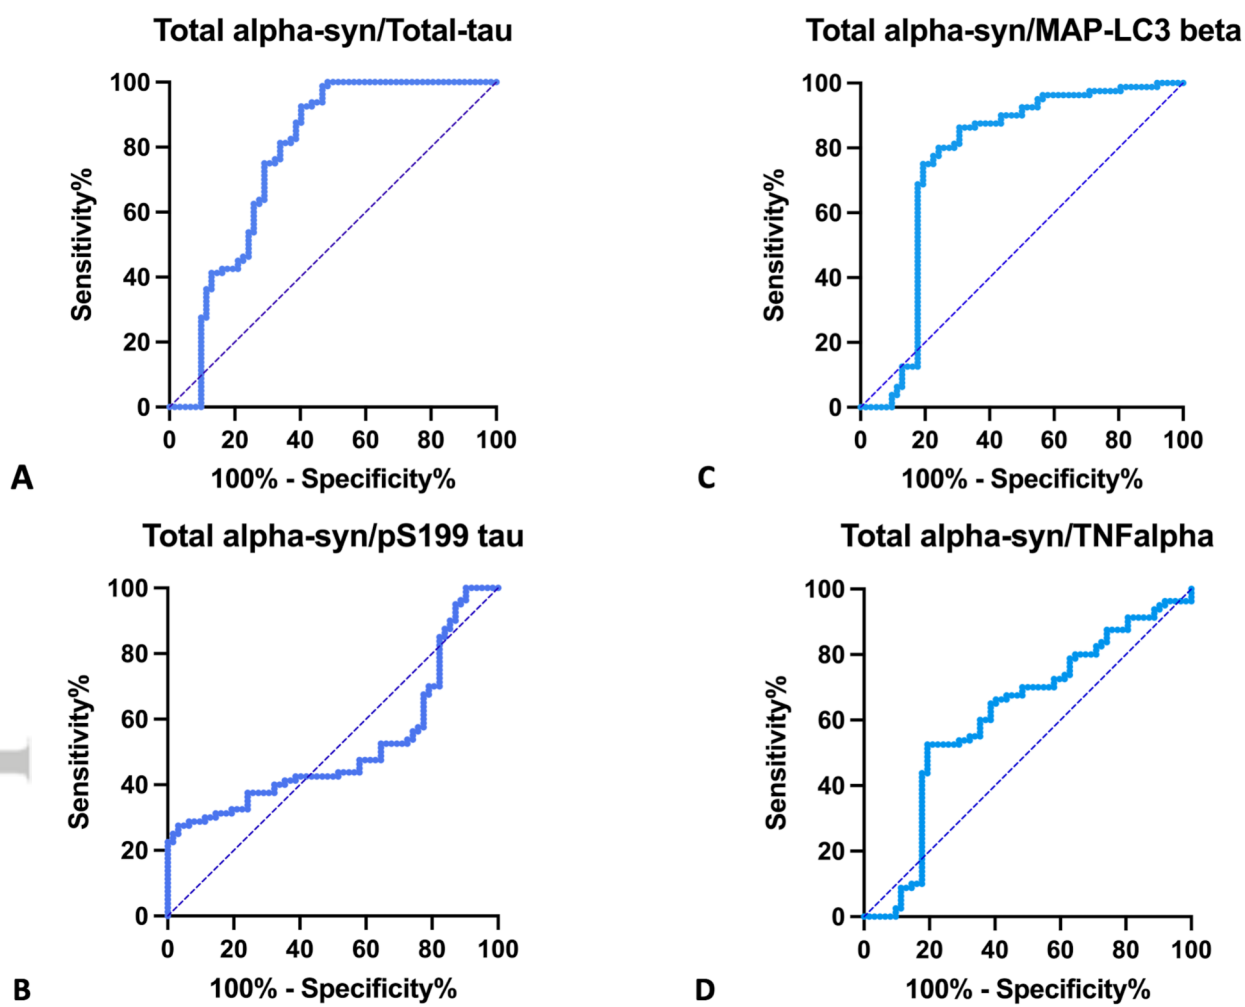 Total alpha-syn/Total-tau
100
80
60
40
20
0
Sensitivity%
0 20 40 60 80 100
100% - Specificity%
A
Total alpha-syn/MAP-LC3 beta
100
80
60
40
20
0
Sensitivity%
0 20 40 60 80 100
100% - Specificity%
C
Total alpha-syn/pS199 tau
100
80
60
40
20
0
Sensitivity%
0 20 40 60 80 100
100% - Specificity%
B
Total alpha-syn/TNFalpha
100
80
60
40
20
0
Sensitivity%
0 20 40 60 80 100
100% - Specificity%
D